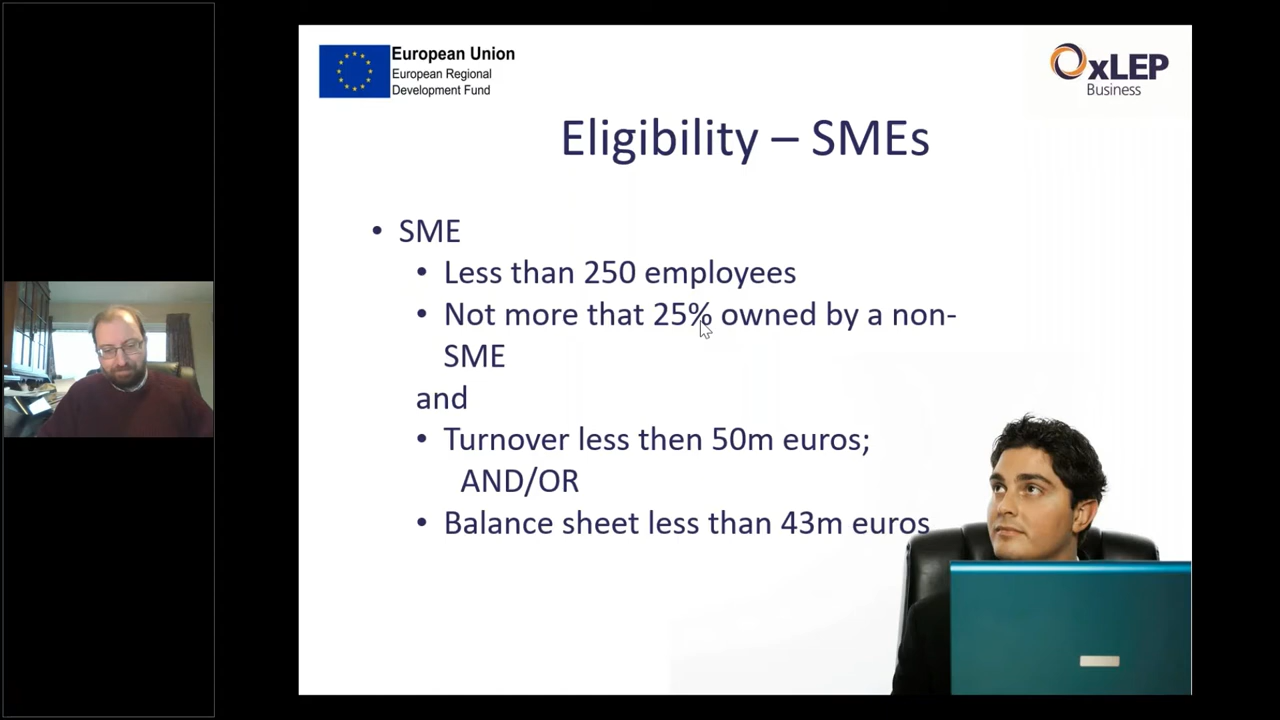 European Union
European Regional
Development Fund
OxLEP
Business
Eligibility – SMEs
• SME
• Less than 250 employees
• Not more that 25% owned by a non-
SME
and
• Turnover less then 50m euros;
AND/OR
• Balance sheet less than 43m euros